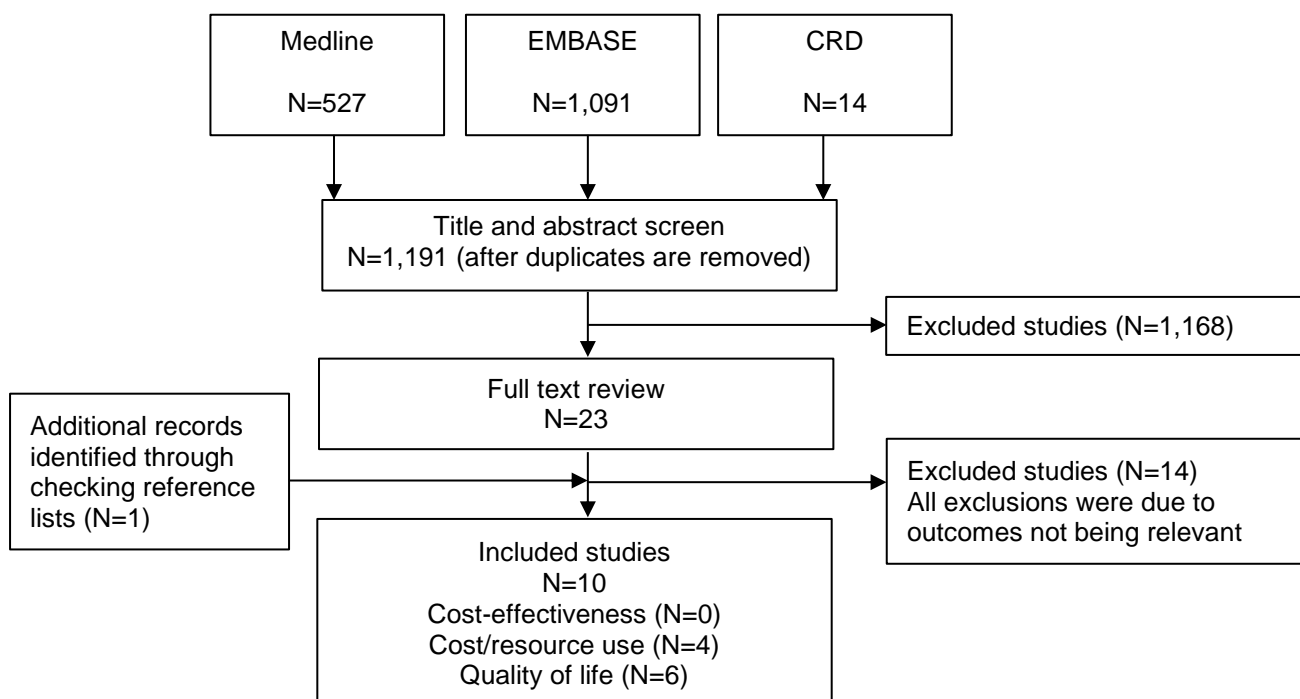 Medline
N=527
EMBASE
N=1,091
CRD
N=14
Title and abstract screen
N=1,191 (after duplicates are removed)
Excluded studies (N=1,168)
Full text review
N=23
Additional records
identified through
checking reference
lists (N=1)
Excluded studies (N=14)
All exclusions were due to
outcomes not being relevant
Included studies
N=10
Cost-effectiveness (N=0)
Cost/resource use (N=4)
Quality of life (N=6)